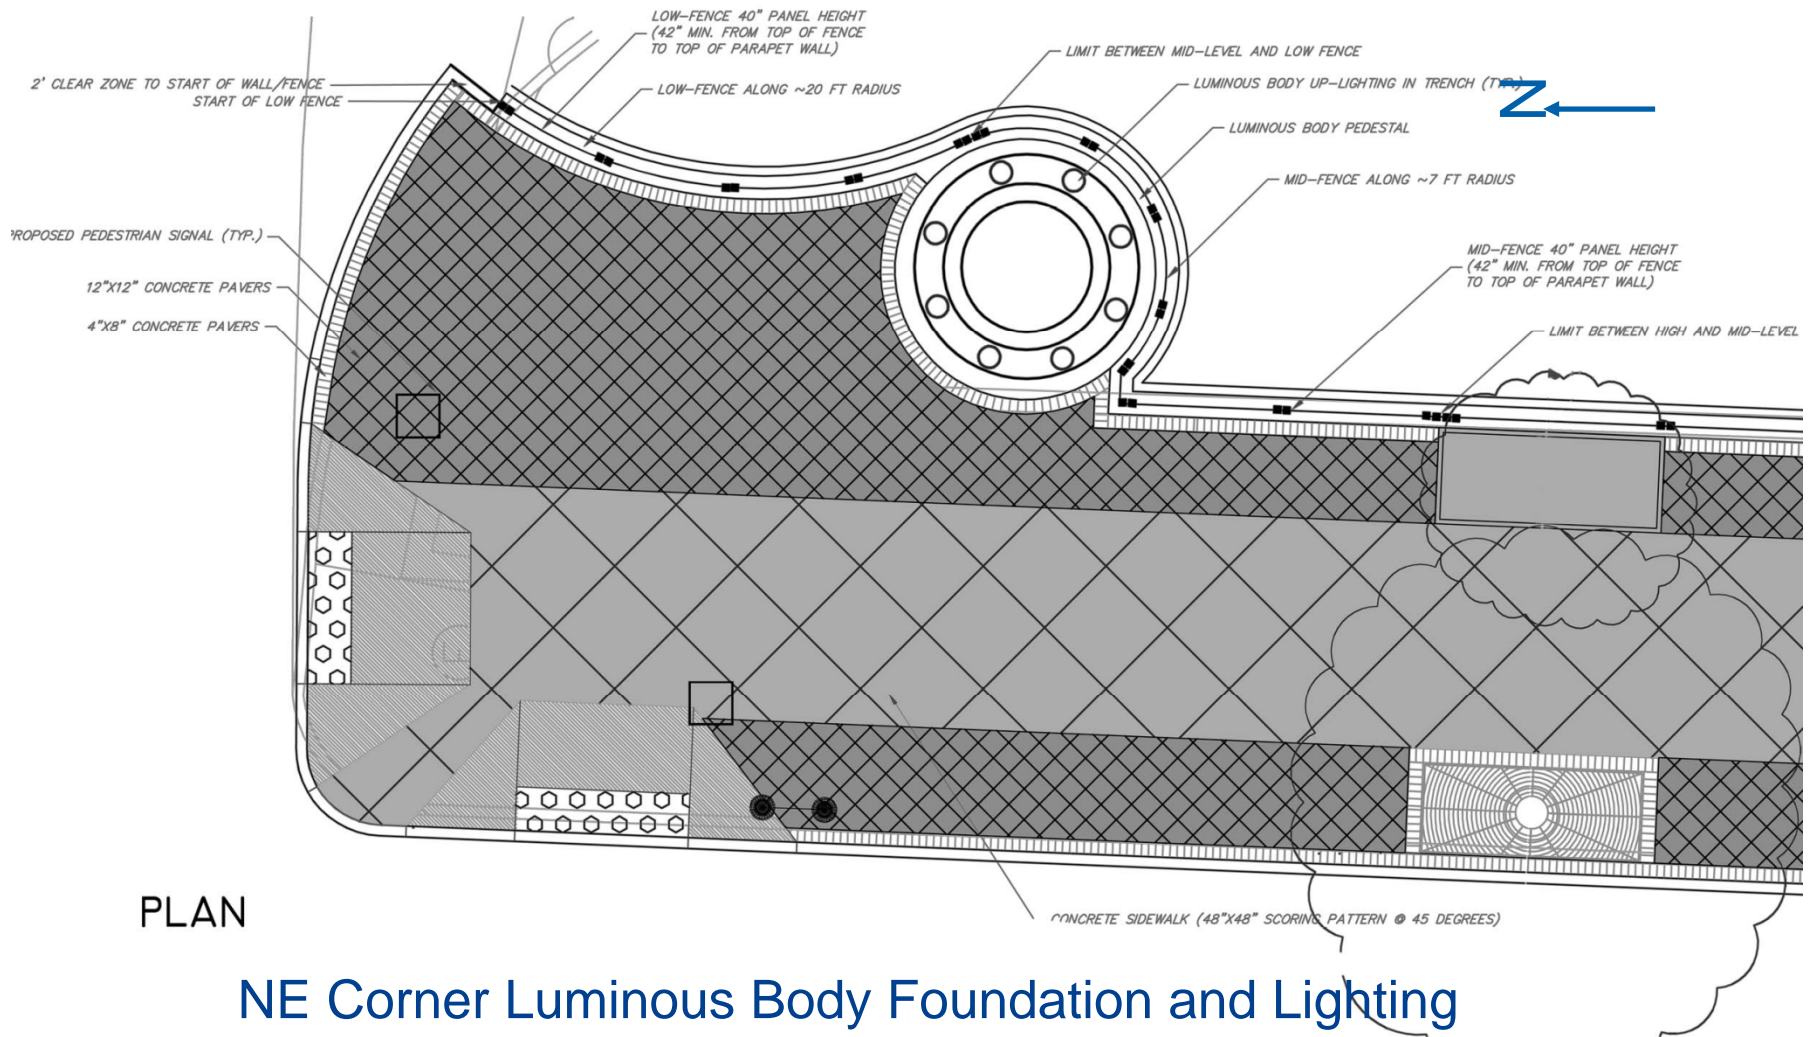 LOW-FENCE 40" PANEL HEIGHT
(42" MIN. FROM TOP OF FENCE
TO TOP OF PARAPET WALL)
LIMIT BETWEEN MID-LEVEL AND LOW FENCE
2' CLEAR ZONE TO START OF WALL/FENCE
START OF LOW FENCE
LOW-FENCE ALONG ~20 FT RADIUS
LUMINOUS BODY UP-LIGHTING IN TRENCH (TYP.)
N
LUMINOUS BODY PEDESTAL
MID-FENCE ALONG ~7 FT RADIUS
PROPOSED PEDESTRIAN SIGNAL (TYP.)
MID-FENCE 40" PANEL HEIGHT
(42" MIN. FROM TOP OF FENCE
TO TOP OF PARAPET WALL)
12"X12" CONCRETE PAVERS
4"X8" CONCRETE PAVERS
LIMIT BETWEEN HIGH AND MID-LEVEL
CONCRETE SIDEWALK (48"X48" SCORING PATTERN @ 45 DEGREES)
PLAN
NE Corner Luminous Body Foundation and Lighting